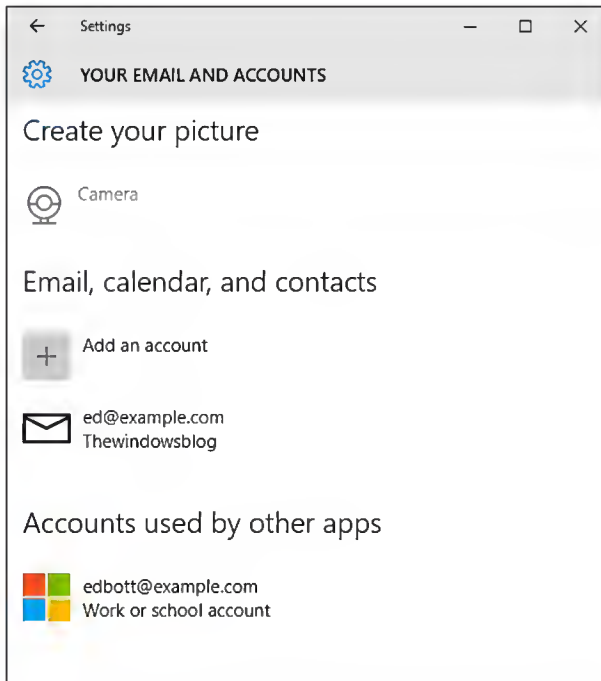 Settings
YOUR EMAIL AND ACCOUNTS
Create your picture
Camera
Email, calendar, and contacts
Add an account
ed@example.com
Thewindowsblog
Accounts used by other apps
edbott@example.com
Work or school account